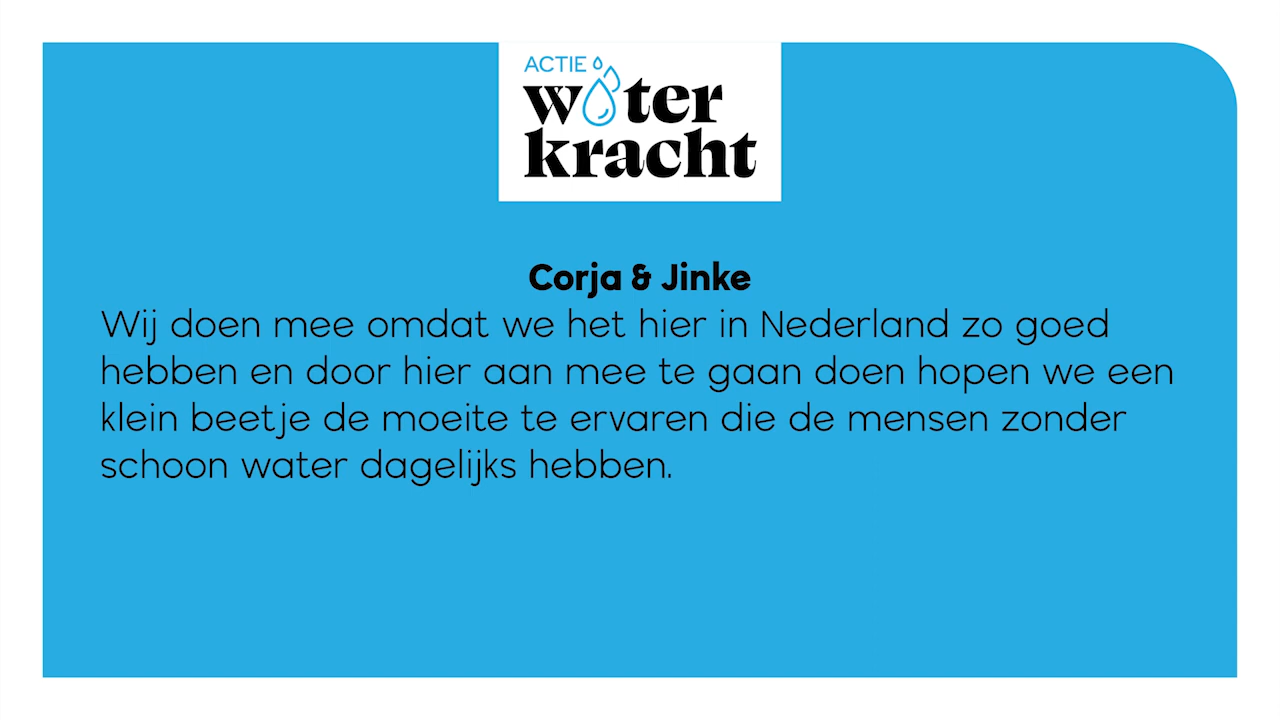 ACTIE
water
kracht
Corja & Jinke
Wij doen mee omdat we het hier in Nederland zo goed
hebben en door hier aan mee te gaan doen hopen we een
klein beetje de moeite te ervaren die de mensen zonder
schoon water dagelijks hebben.